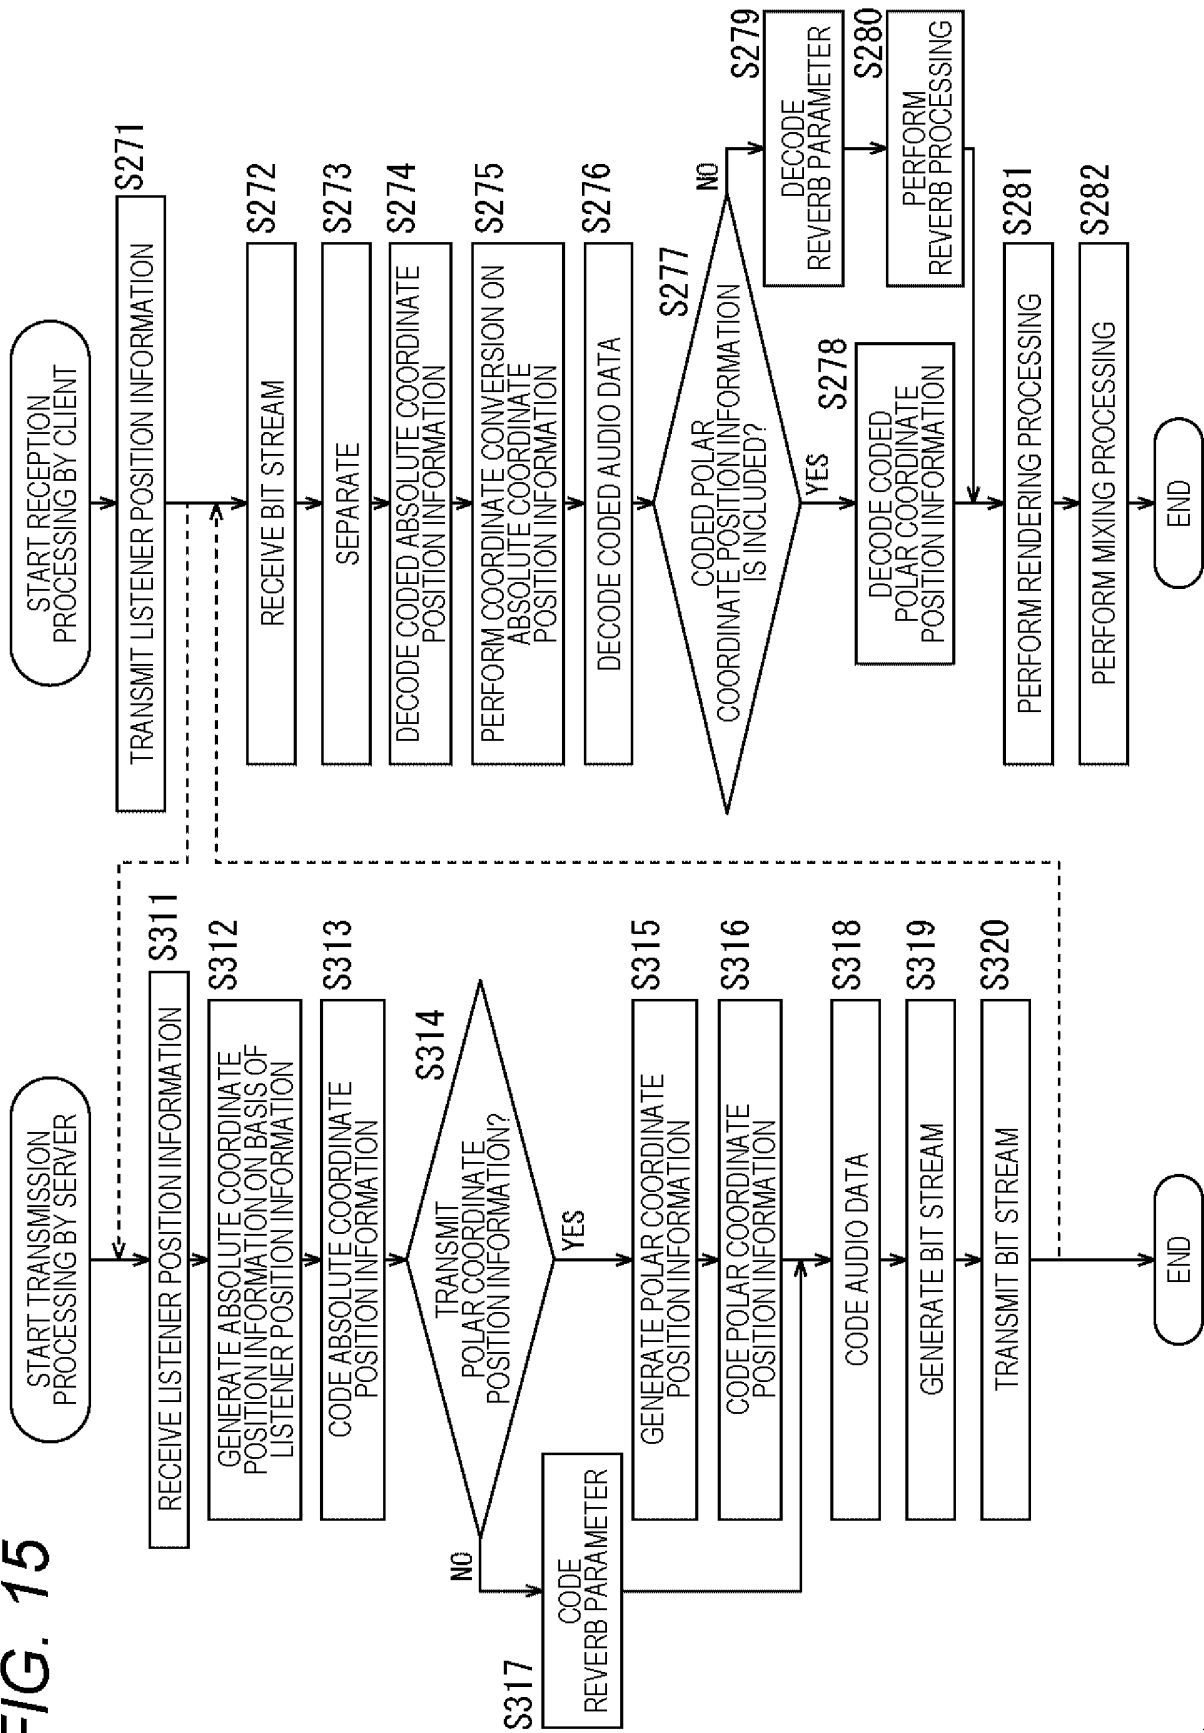 FIG. 15
START TRANSMISSION
PROCESSING BY SERVER
RECEIVE LISTENER POSITION INFORMATION
S311
GENERATE ABSOLUTE COORDINATE
POSITION INFORMATION ON BASIS OF
LISTENER POSITION INFORMATION
S312
CODE ABSOLUTE COORDINATE
POSITION INFORMATION
S313
S314
TRANSMIT
POLAR COORDINATE
POSITION INFORMATION?
NO
YES
S317
CODE
REVERB PARAMETER
GENERATE POLAR COORDINATE
POSITION INFORMATION
S315
CODE POLAR COORDINATE
POSITION INFORMATION
S316
CODE AUDIO DATA
S318
GENERATE BIT STREAM
S319
TRANSMIT BIT STREAM
S320
END
START RECEPTION
PROCESSING BY CLIENT
TRANSMIT LISTENER POSITION INFORMATION
S271
RECEIVE BIT STREAM
S272
SEPARATE
S273
DECODE CODED ABSOLUTE COORDINATE
POSITION INFORMATION
S274
PERFORM COORDINATE CONVERSION ON
ABSOLUTE COORDINATE
POSITION INFORMATION
S275
DECODE CODED AUDIO DATA
S276
S277
CODED POLAR
COORDINATE POSITION INFORMATION
IS INCLUDED?
NO
YES
S279
DECODE
REVERB PARAMETER
S280
PERFORM
REVERB PROCESSING
S278
DECODE CODED
POLAR COORDINATE
POSITION INFORMATION
PERFORM RENDERING PROCESSING
S281
PERFORM MIXING PROCESSING
S282
END